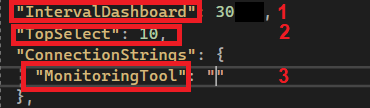 "IntervalDashboard": 30 , 1
"TopSelect": 10, 2
"ConnectionStrings": {
"MonitoringTool": "" 3
},